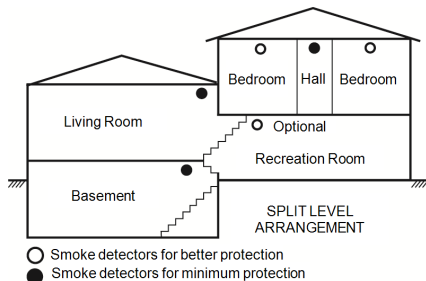 Bedroom Hall Bedroom
Living Room
Optional
Recreation Room
Basement
SPLIT LEVEL
ARRANGEMENT
Smoke detectors for better protection
Smoke detectors for minimum protection